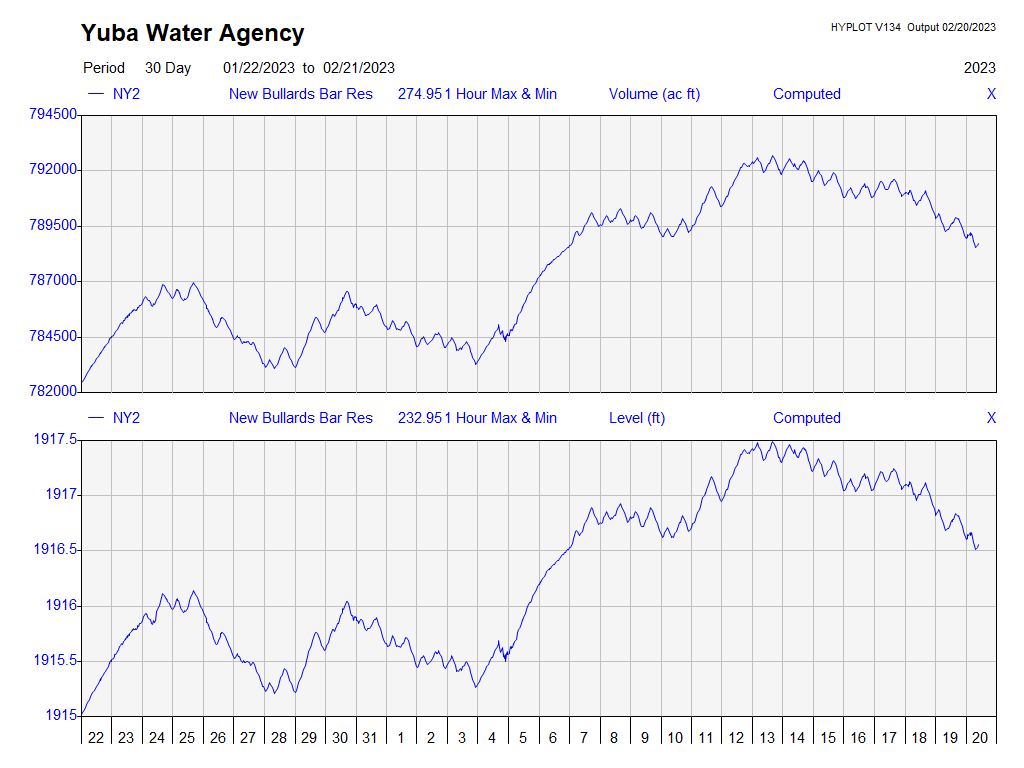 Yuba Water Agency
HYPLOT V134 Output 02/20/2023
Period 30 Day 01/22/2023 to 02/21/2023 2023
NY2 New Bullards Bar Res 274.95 1 Hour Max & Min Volume (ac ft) Computed X
794500
792000
789500
787000
784500
782000
NY2 New Bullards Bar Res 232.95 1 Hour Max & Min Level (ft) Computed X
1917.5
1917
1916.5
1916
1915.5
1915
22 23 24 25 26 27 28 29 30 31 1 2 3 4 5 6 7 8 9 10 11 12 13 14 15 16 17 18 19 20